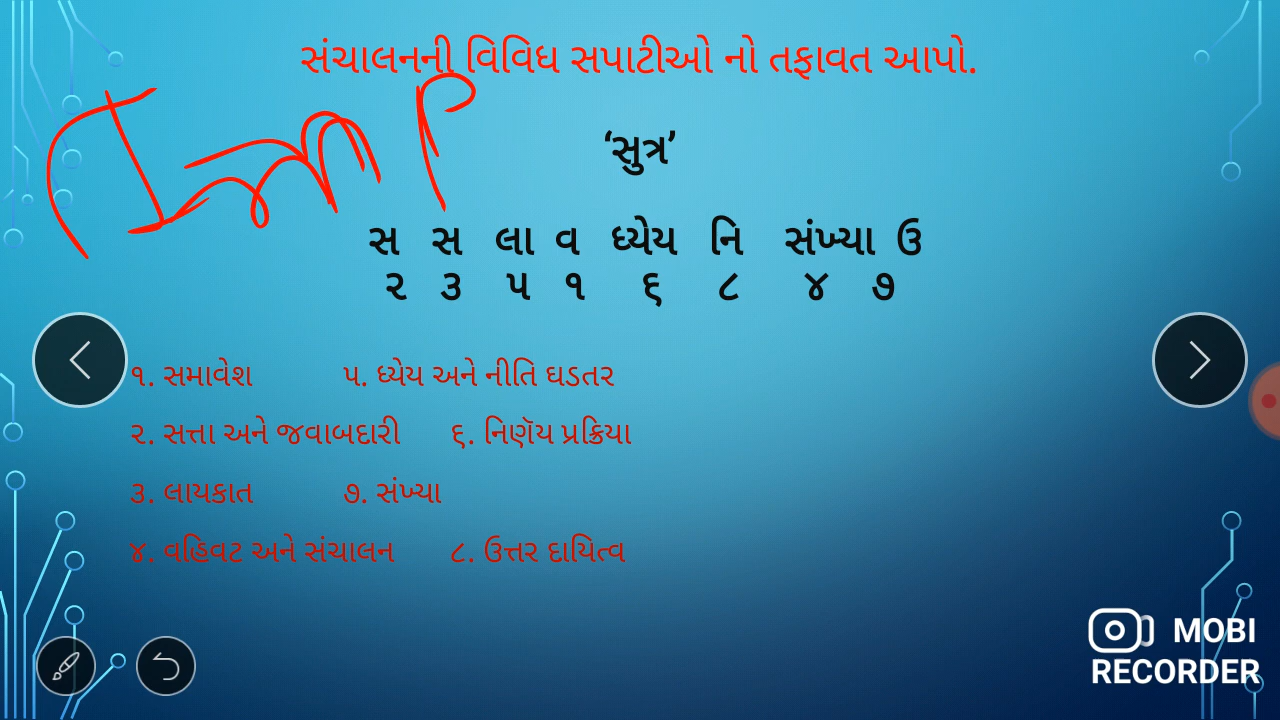 સંચાલનની વિવિધ સપાટીઓ નો તફાવત આપો.
Imp
‘સુત્ર’
સ સ લા વ ધ્યેય નિ સંખ્યા ઉ
૨ ૩ ૫ ૧ ૬ ૮ ૪ ૭
૧. સમાવેશ ૫. ધ્યેય અને નીતિ ઘડતર
૨. સત્તા અને જવાબદારી ૬. નિણૅય પ્રક્રિયા
૩. લાયકાત ૭. સંખ્યા
૪. વહિવટ અને સંચાલન ૮. ઉત્તર દાયિત્વ
MOBI
RECORDER